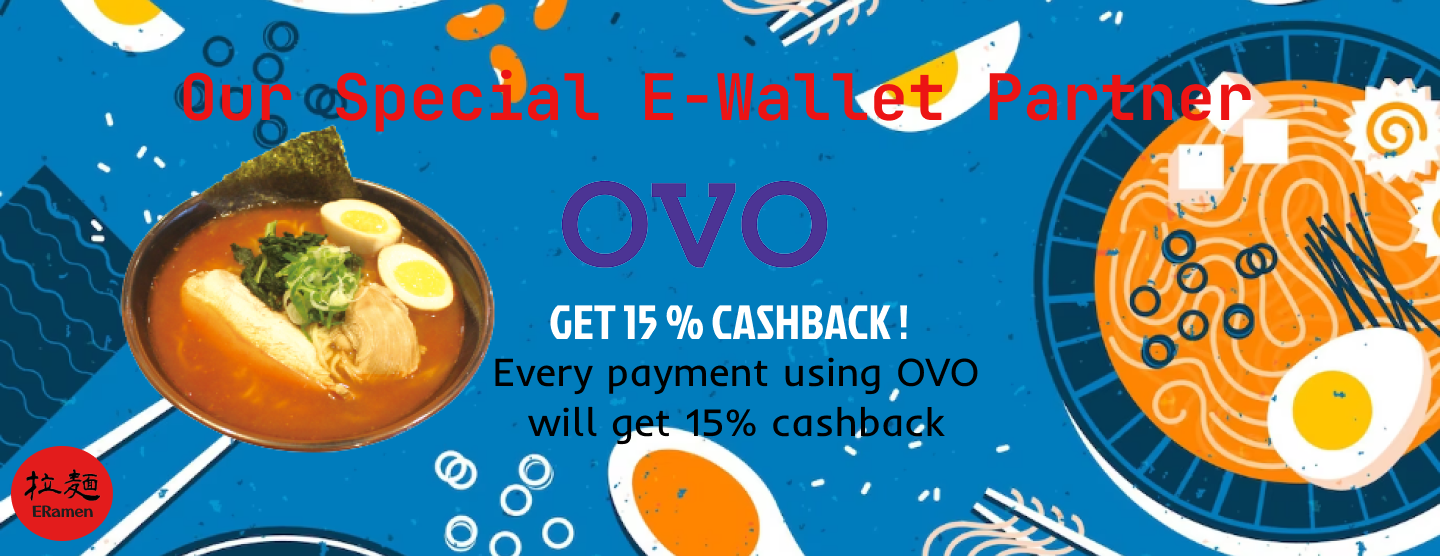 Our Special E-Wallet Partner
OVO
GET 15 % CASHBACK !
Every payment using OVO
will get 15% cashback
拉麺
ERamen